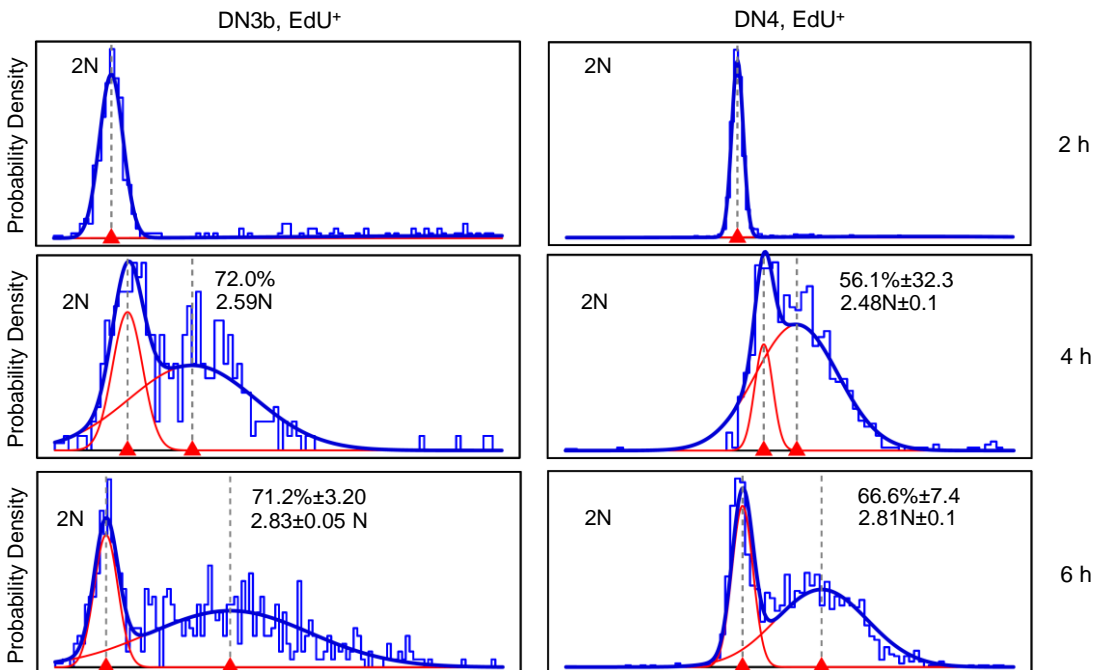 DN3b, EdU⁺
DN4, EdU⁺
Probability Density
2N
2N
2 h
Probability Density
2N
72.0%
2.59N
2N
56.1%±32.3
2.48N±0.1
4 h
Probability Density
2N
71.2%±3.20
2.83±0.05 N
2N
66.6%±7.4
2.81N±0.1
6 h